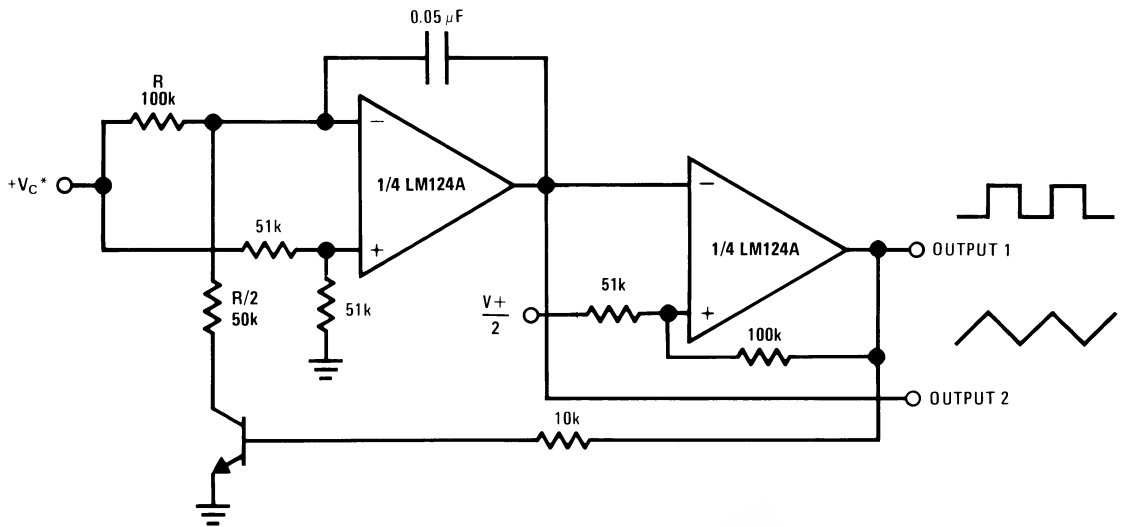 0.05 μF
R
100k
−
1/4 LM124A
+VC*
−
51k
+
1/4 LM124A
OUTPUT 1
R/2
50k
51k
V+
2
51k
+
100k
OUTPUT 2
10k